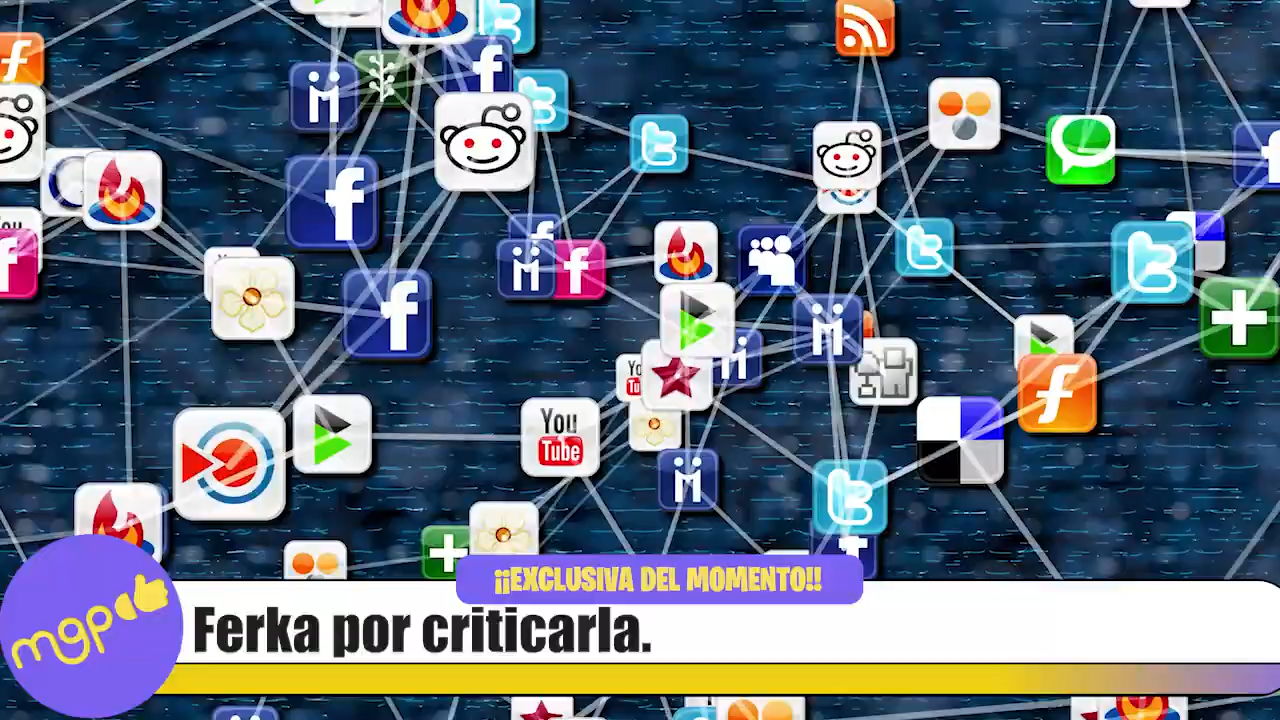 You
Tube
¡¡EXCLUSIVA DEL MOMENTO!!
Ferka por criticarla.
mgp